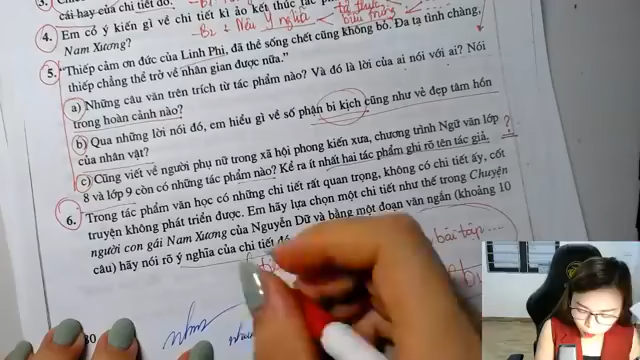 3.
cái hay của chi tiết đó.
4. Em có ý kiến gì về chi tiết kì ảo kết thúc tác
Nam Xương?
B2 + Nêu ý nghĩa < tả thực
biểu tượng
5. "Thiếp cảm ơn đức của Linh Phi, đã thề sống chết cũng không bỏ. Đa tạ tình chàng,
thiếp chẳng thể trở về nhân gian được nữa."
a) Những câu văn trên trích từ tác phẩm nào? Và đó là lời của ai nói với ai? Nói
trong hoàn cảnh nào?
b) Qua những lời nói đó, em hiểu gì về số phận bi kịch cũng như vẻ đẹp tâm hồn
của nhân vật?
c) Cũng viết về người phụ nữ trong xã hội phong kiến xưa, chương trình Ngữ văn lớp
8 và lớp 9 còn có những tác phẩm nào? Kể ra ít nhất hai tác phẩm ghi rõ tên tác giả. ?
6. Trong tác phẩm văn học có những chi tiết rất quan trọng, không có chi tiết ấy, cốt
truyện không phát triển được. Em hãy lựa chọn một chi tiết như thế trong Chuyện
người con gái Nam Xương của Nguyễn Dữ và bằng một đoạn văn ngắn (khoảng 10
câu) hãy nói rõ ý nghĩa của chi tiết đó.
bài tập ....